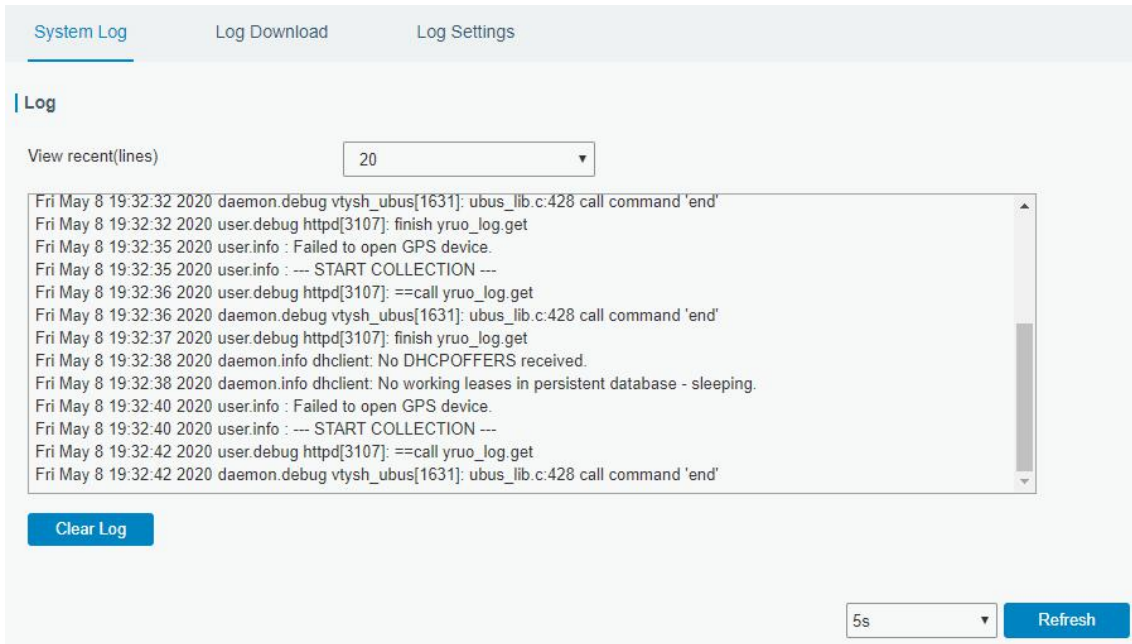 System Log Log Download Log Settings
Log
View recent(lines) 20
Fri May 8 19:32:32 2020 daemon.debug vtysh_ubus[1631]: ubus_lib.c:428 call command 'end'
Fri May 8 19:32:32 2020 user.debug httpd[3107]: finish yruo_log.get
Fri May 8 19:32:35 2020 user.info : Failed to open GPS device.
Fri May 8 19:32:35 2020 user.info : --- START COLLECTION ---
Fri May 8 19:32:36 2020 user.debug httpd[3107]: ==call yruo_log.get
Fri May 8 19:32:36 2020 daemon.debug vtysh_ubus[1631]: ubus_lib.c:428 call command 'end'
Fri May 8 19:32:37 2020 user.debug httpd[3107]: finish yruo_log.get
Fri May 8 19:32:38 2020 daemon.info dhclient: No DHCPOFFERS received.
Fri May 8 19:32:38 2020 daemon.info dhclient: No working leases in persistent database - sleeping.
Fri May 8 19:32:40 2020 user.info : Failed to open GPS device.
Fri May 8 19:32:40 2020 user.info : --- START COLLECTION ---
Fri May 8 19:32:42 2020 user.debug httpd[3107]: ==call yruo_log.get
Fri May 8 19:32:42 2020 daemon.debug vtysh_ubus[1631]: ubus_lib.c:428 call command 'end'
Clear Log
5s Refresh